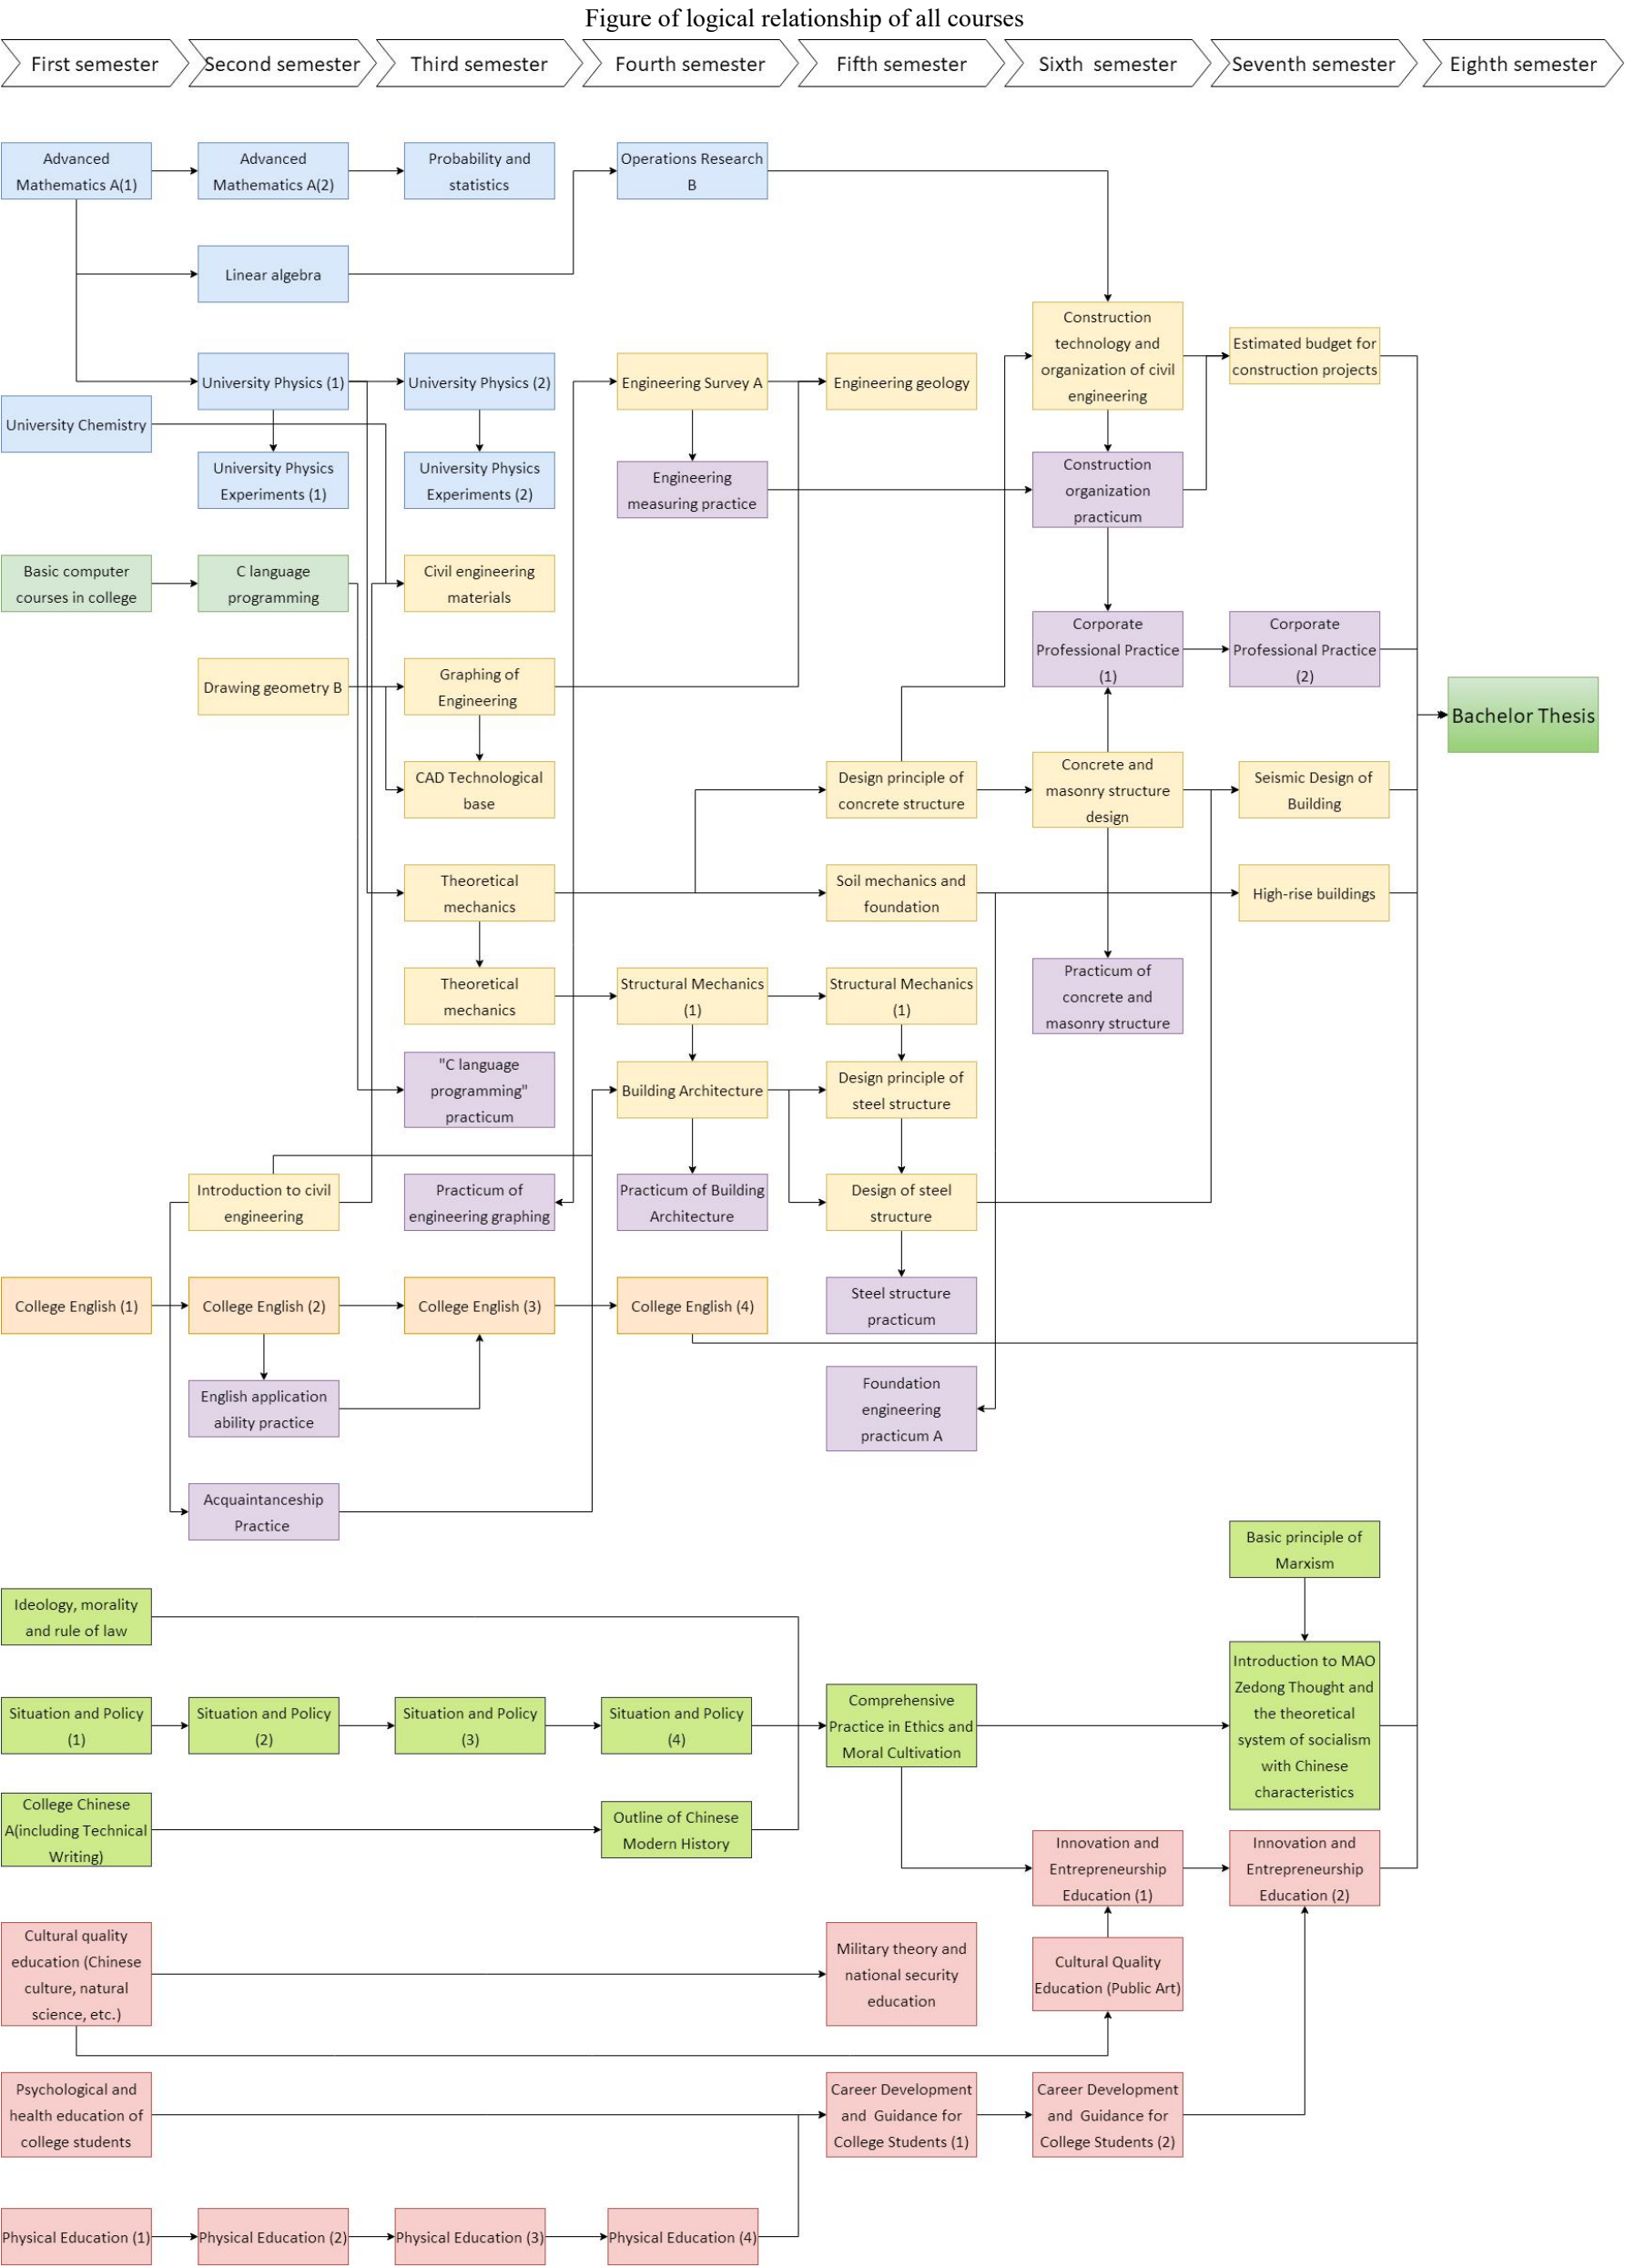 Figure of logical relationship of all courses
First semester
Second semester
Third semester
Fourth semester
Fifth semester
Sixth  semester
Seventh semester
Eighth semester
Advanced
Mathematics A(1)
Advanced
Mathematics A(2)
Probability and
statistics
Operations Research
B
Linear algebra
Construction
technology and
organization of civil
engineering
Estimated budget for
construction projects
University Physics (1)
University Physics (2)
Engineering Survey A
Engineering geology
University Chemistry
University Physics
Experiments (1)
University Physics
Experiments (2)
Engineering
measuring practice
Construction
organization
practicum
Basic computer
courses in college
C language
programming
Civil engineering
materials
Corporate
Professional Practice
(1)
Corporate
Professional Practice
(2)
Drawing geometry B
Graphing of
Engineering
Bachelor Thesis
CAD Technological
base
Design principle of
concrete structure
Concrete and
masonry structure
design
Seismic Design of
Building
Theoretical
mechanics
Soil mechanics and
foundation
High-rise buildings
Theoretical
mechanics
Structural Mechanics
(1)
Structural Mechanics
(1)
Practicum of
concrete and
masonry structure
"C language
programming"
practicum
Building Architecture
Design principle of
steel structure
Introduction to civil
engineering
Practicum of
engineering graphing
Practicum of Building
Architecture
Design of steel
structure
College English (1)
College English (2)
College English (3)
College English (4)
Steel structure
practicum
English application
ability practice
Foundation
engineering
practicum A
Acquaintanceship
Practice
Basic principle of
Marxism
Ideology, morality
and rule of law
Situation and Policy
(1)
Situation and Policy
(2)
Situation and Policy
(3)
Situation and Policy
(4)
Comprehensive
Practice in Ethics and
Moral Cultivation
Introduction to MAO
Zedong Thought and
the theoretical
system of socialism
with Chinese
characteristics
College Chinese
A(including Technical
Writing)
Outline of Chinese
Modern History
Innovation and
Entrepreneurship
Education (1)
Innovation and
Entrepreneurship
Education (2)
Cultural quality
education (Chinese
culture, natural
science, etc.)
Military theory and
national security
education
Cultural Quality
Education (Public Art)
Psychological and
health education of
college students
Career Development
and  Guidance for
College Students (1)
Career Development
and  Guidance for
College Students (2)
Physical Education (1)
Physical Education (2)
Physical Education (3)
Physical Education (4)